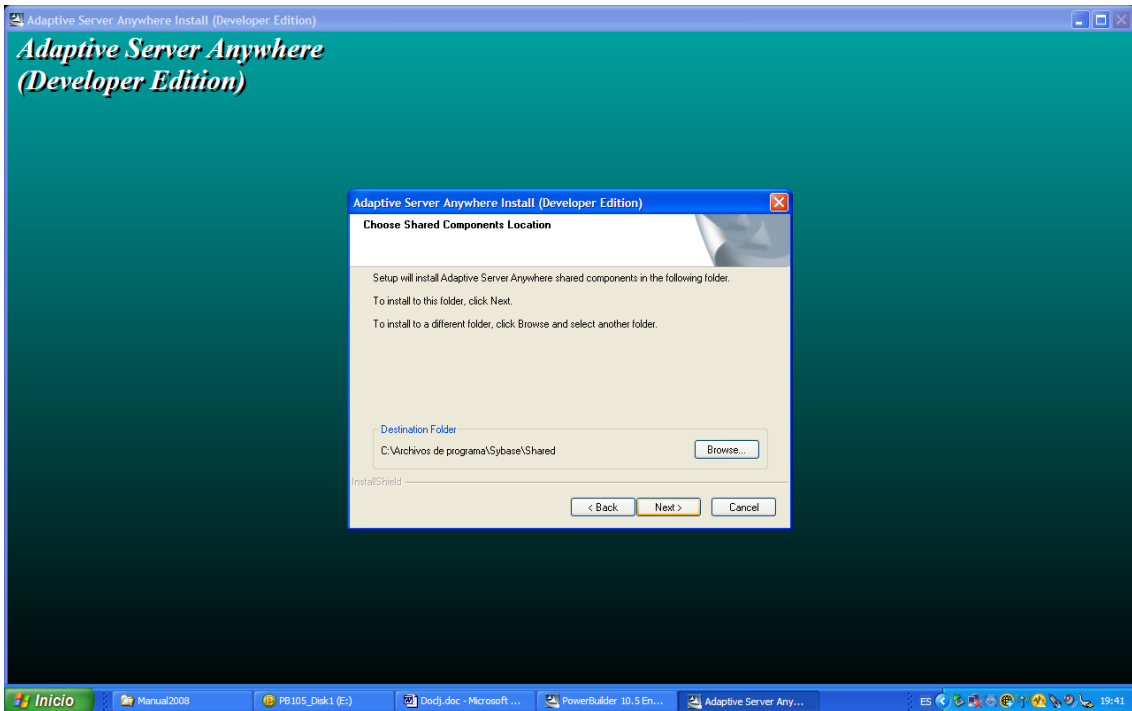 Adaptive Server Anywhere Install (Developer Edition)
Adaptive Server Anywhere
(Developer Edition)
Adaptive Server Anywhere Install (Developer Edition)
Choose Shared Components Location
Setup will install Adaptive Server Anywhere shared components in the following folder.
To install to this folder, click Next.
To install to a different folder, click Browse and select another folder.
Destination Folder
C:\Archivos de programa\Sybase\Shared
Browse...
InstallShield
< Back
Next >
Cancel
Inicio
Manual2008
PB105_Disk1 (E:)
Docij.doc - Microsoft ...
PowerBuilder 10.5 En...
Adaptive Server Any...
ES
19:41